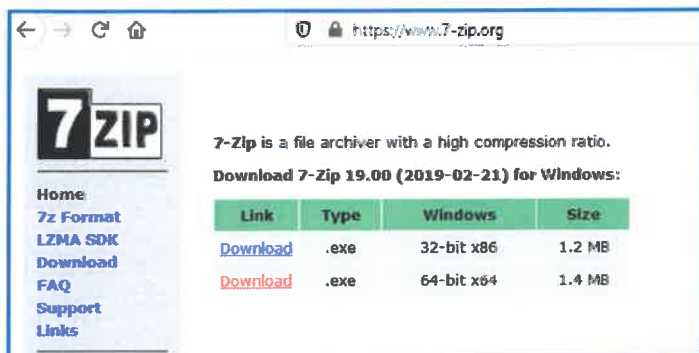 https://www.7-zip.org
7ZIP
7-Zip is a file archiver with a high compression ratio.
Download 7-Zip 19.00 (2019-02-21) for Windows:
Home
7z Format
LZMA SDK
Download
FAQ
Support
Links
Link Type Windows Size
Download .exe 32-bit x86 1.2 MB
Download .exe 64-bit x64 1.4 MB